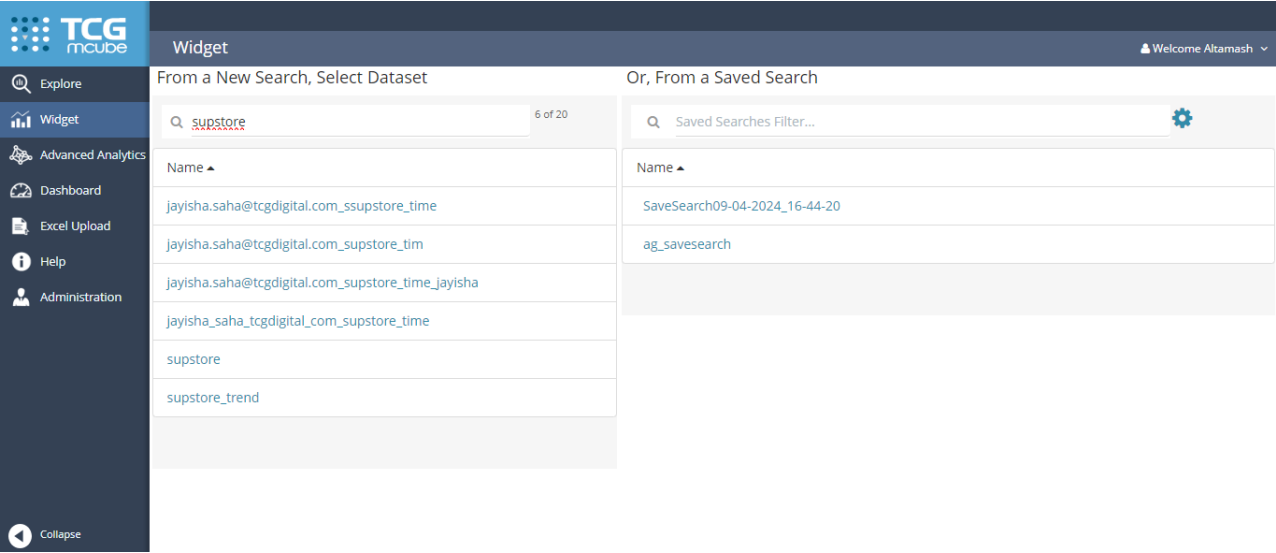 TCG
mcube
Widget
Welcome Altamash
Explore
Widget
Advanced Analytics
Dashboard
Excel Upload
Help
Administration
Collapse
From a New Search, Select Dataset
supstore
6 of 20
Name
jayisha.saha@tcgdigital.com_ssupstore_time
jayisha.saha@tcgdigital.com_supstore_tim
jayisha.saha@tcgdigital.com_supstore_time_jayisha
jayisha_saha_tcgdigital_com_supstore_time
supstore
supstore_trend
Or, From a Saved Search
Saved Searches Filter...
Name
SaveSearch09-04-2024_16-44-20
ag_savesearch